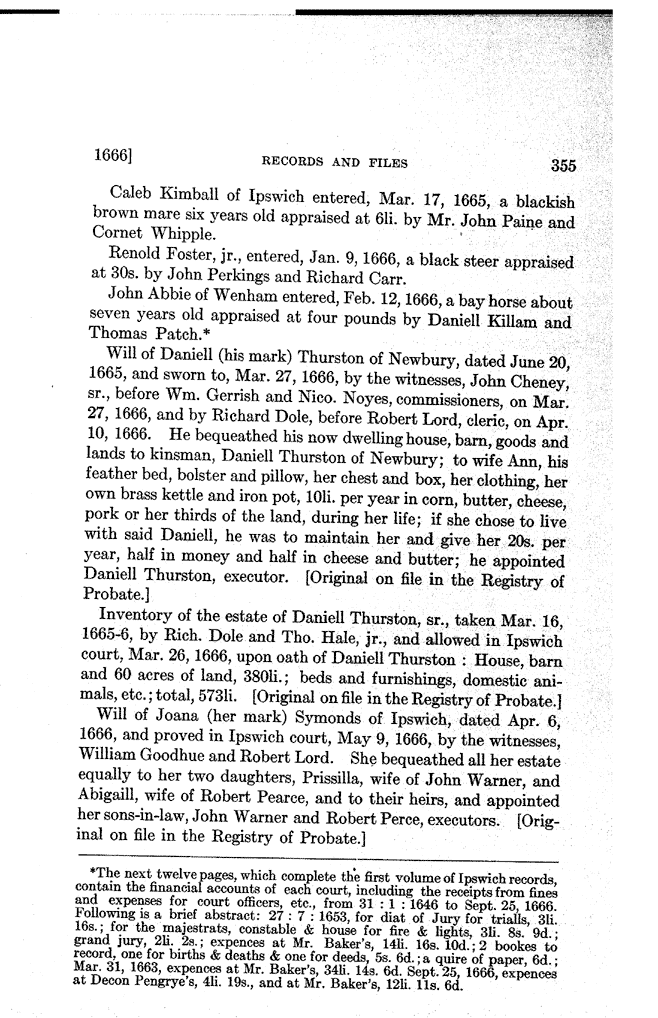 1666]
RECORDS AND FILES
355
Caleb Kimball of Ipswich entered, Mar. 17, 1665, a blackish
brown mare six years old appraised at 6li. by Mr. John Paine and
Cornet Whipple.
Renold Foster, jr., entered, Jan. 9, 1666, a black steer appraised
at 30s. by John Perkings and Richard Carr.
John Abbie of Wenham entered, Feb. 12, 1666, a bay horse about
seven years old appraised at four pounds by Daniell Killam and
Thomas Patch.*
Will of Daniell (his mark) Thurston of Newbury, dated June 20,
1665, and sworn to, Mar. 27, 1666, by the witnesses, John Cheney,
sr., before Wm. Gerrish and Nico. Noyes, commissioners, on Mar.
27, 1666, and by Richard Dole, before Robert Lord, cleric, on Apr.
10, 1666. He bequeathed his now dwelling house, barn, goods and
lands to kinsman, Daniell Thurston of Newbury; to wife Ann, his
feather bed, bolster and pillow, her chest and box, her clothing, her
own brass kettle and iron pot, 10li. per year in corn, butter, cheese,
pork or her thirds of the land, during her life; if she chose to live
with said Daniell, he was to maintain her and give her 20s. per
year, half in money and half in cheese and butter; he appointed
Daniell Thurston, executor. [Original on file in the Registry of
Probate.]
Inventory of the estate of Daniell Thurston, sr., taken Mar. 16,
1665-6, by Rich. Dole and Tho. Hale, jr., and allowed in Ipswich
court, Mar. 26, 1666, upon oath of Daniell Thurston : House, barn
and 60 acres of land, 380li.; beds and furnishings, domestic ani-
mals, etc.; total, 573li. [Original on file in the Registry of Probate.]
Will of Joana (her mark) Symonds of Ipswich, dated Apr. 6,
1666, and proved in Ipswich court, May 9, 1666, by the witnesses,
William Goodhue and Robert Lord. She bequeathed all her estate
equally to her two daughters, Prissilla, wife of John Warner, and
Abigaill, wife of Robert Pearce, and to their heirs, and appointed
her sons-in-law, John Warner and Robert Perce, executors. [Orig-
inal on file in the Registry of Probate.]
*The next twelve pages, which complete the first volume of Ipswich records,
contain the financial accounts of each court, including the receipts from fines
and expenses for court officers, etc., from 31 : 1 : 1646 to Sept. 25, 1666.
Following is a brief abstract: 27 : 7 : 1653, for diat of Jury for trialls, 3li.
16s.; for the majestrats, constable & house for fire & lights, 3li. 8s. 9d.;
grand jury, 2li. 2s.; expences at Mr. Baker's, 14li. 16s. 10d.; 2 bookes to
record, one for births & deaths & one for deeds, 5s. 6d.; a quire of paper, 6d.;
Mar. 31, 1663, expences at Mr. Baker's, 34li. 14s. 6d. Sept. 25, 1666, expences
at Decon Pengrye's, 4li. 19s., and at Mr. Baker's, 12li. 11s. 6d.